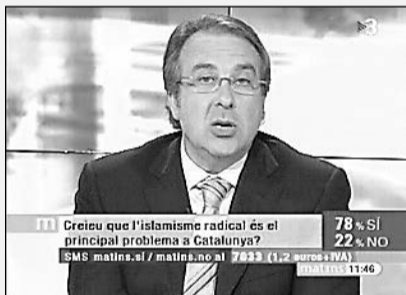 3
m Creieu que l'islamisme radical és el
principal problema a Catalunya?
78 % SÍ
22 % NO
SMS matins.sí / matins.no al 7033 (1,2 euros+IVA)
matins 11:46